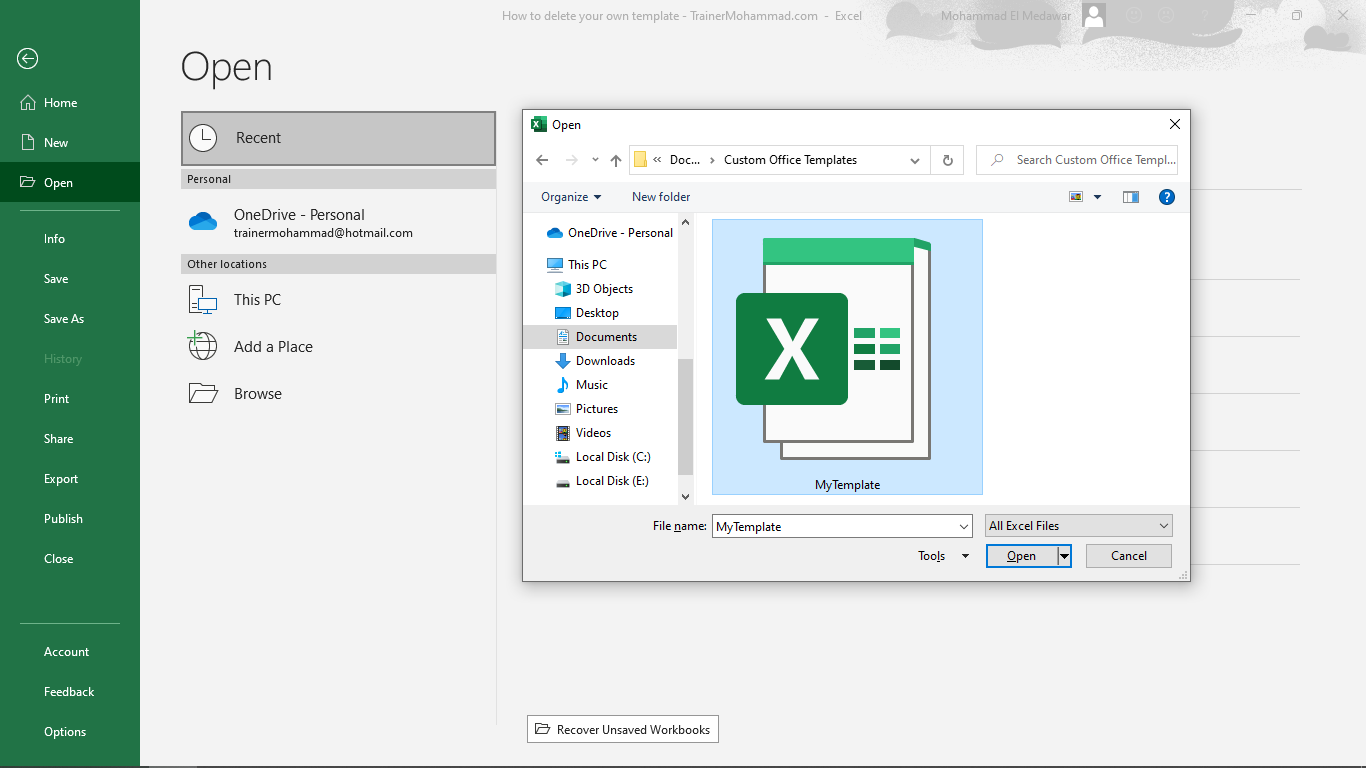 How to delete your own template - TrainerMohammad.com - Excel
Mohammad El Medawar
Home
New
Open
Info
Save
Save As
History
Print
Share
Export
Publish
Close
Account
Feedback
Options
Open
Recent
Personal
OneDrive - Personal
trainermohammad@hotmail.com
Other locations
This PC
Add a Place
Browse
Open
« Doc... › Custom Office Templates
Search Custom Office Templ...
Organize
New folder
?
OneDrive - Personal
This PC
3D Objects
Desktop
Documents
Downloads
Music
Pictures
Videos
Local Disk (C:)
Local Disk (E:)
X
MyTemplate
File name:
MyTemplate
All Excel Files
Tools
Open
Cancel
Recover Unsaved Workbooks